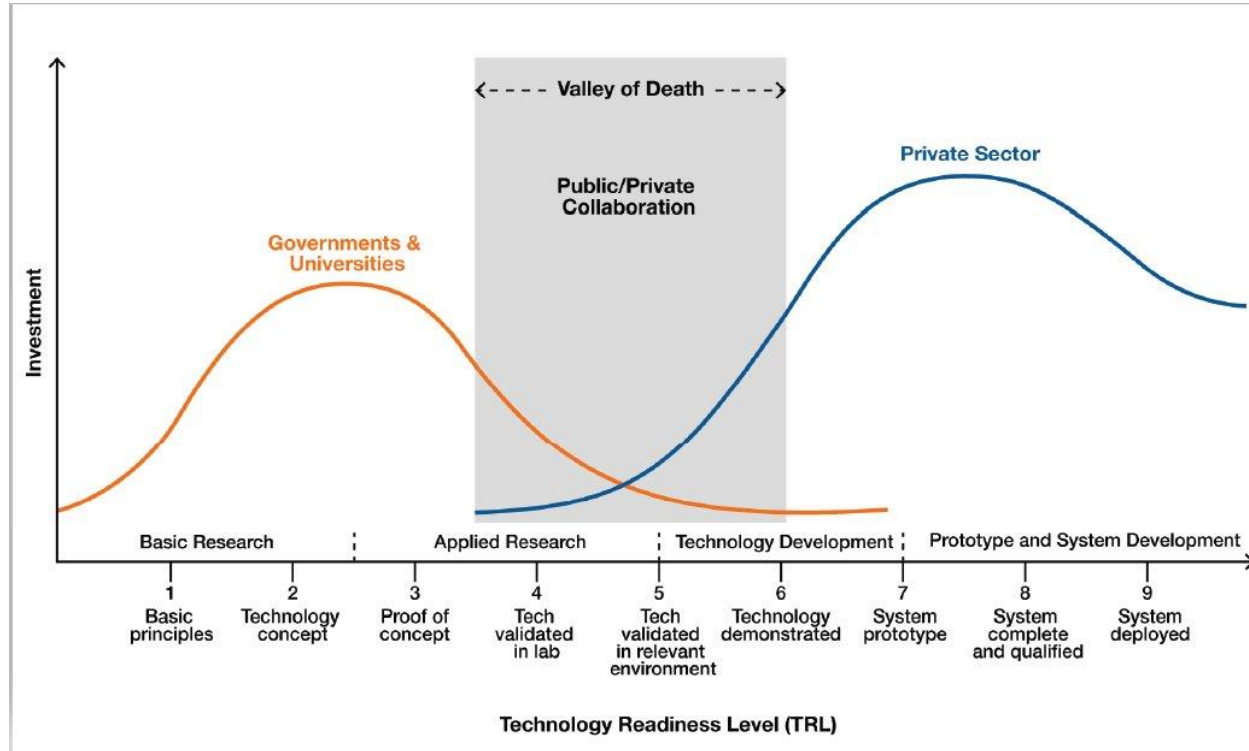 Valley of Death
Public/Private
Collaboration
Private Sector
Governments &
Universities
Investment
Basic Research
Applied Research
Technology Development
Prototype and System Development
1
2
3
4
5
6
7
8
9
Basic
principles
Technology
concept
Proof of
concept
Tech
validated
in lab
Tech
validated
in relevant
environment
Technology
demonstrated
System
prototype
System
complete
and qualified
System
deployed
Technology Readiness Level (TRL)